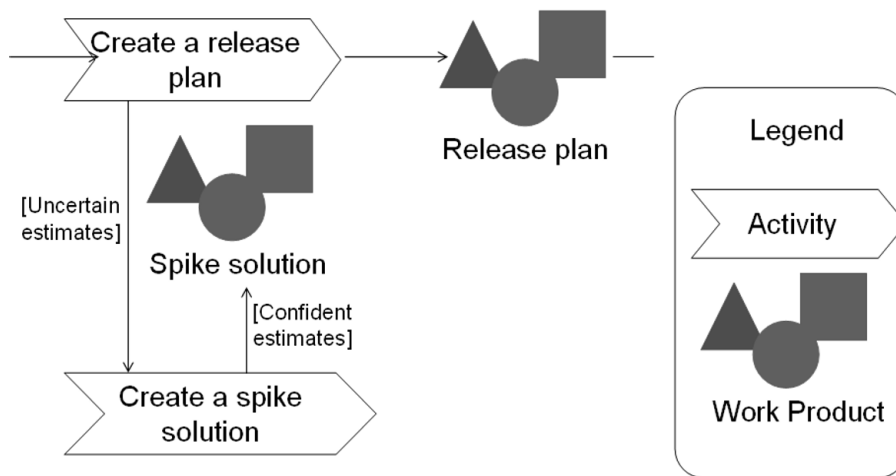 Create a release
plan
Release plan
[Uncertain
estimates]
Spike solution
[Confident
estimates]
Create a spike
solution
Legend
Activity
Work Product